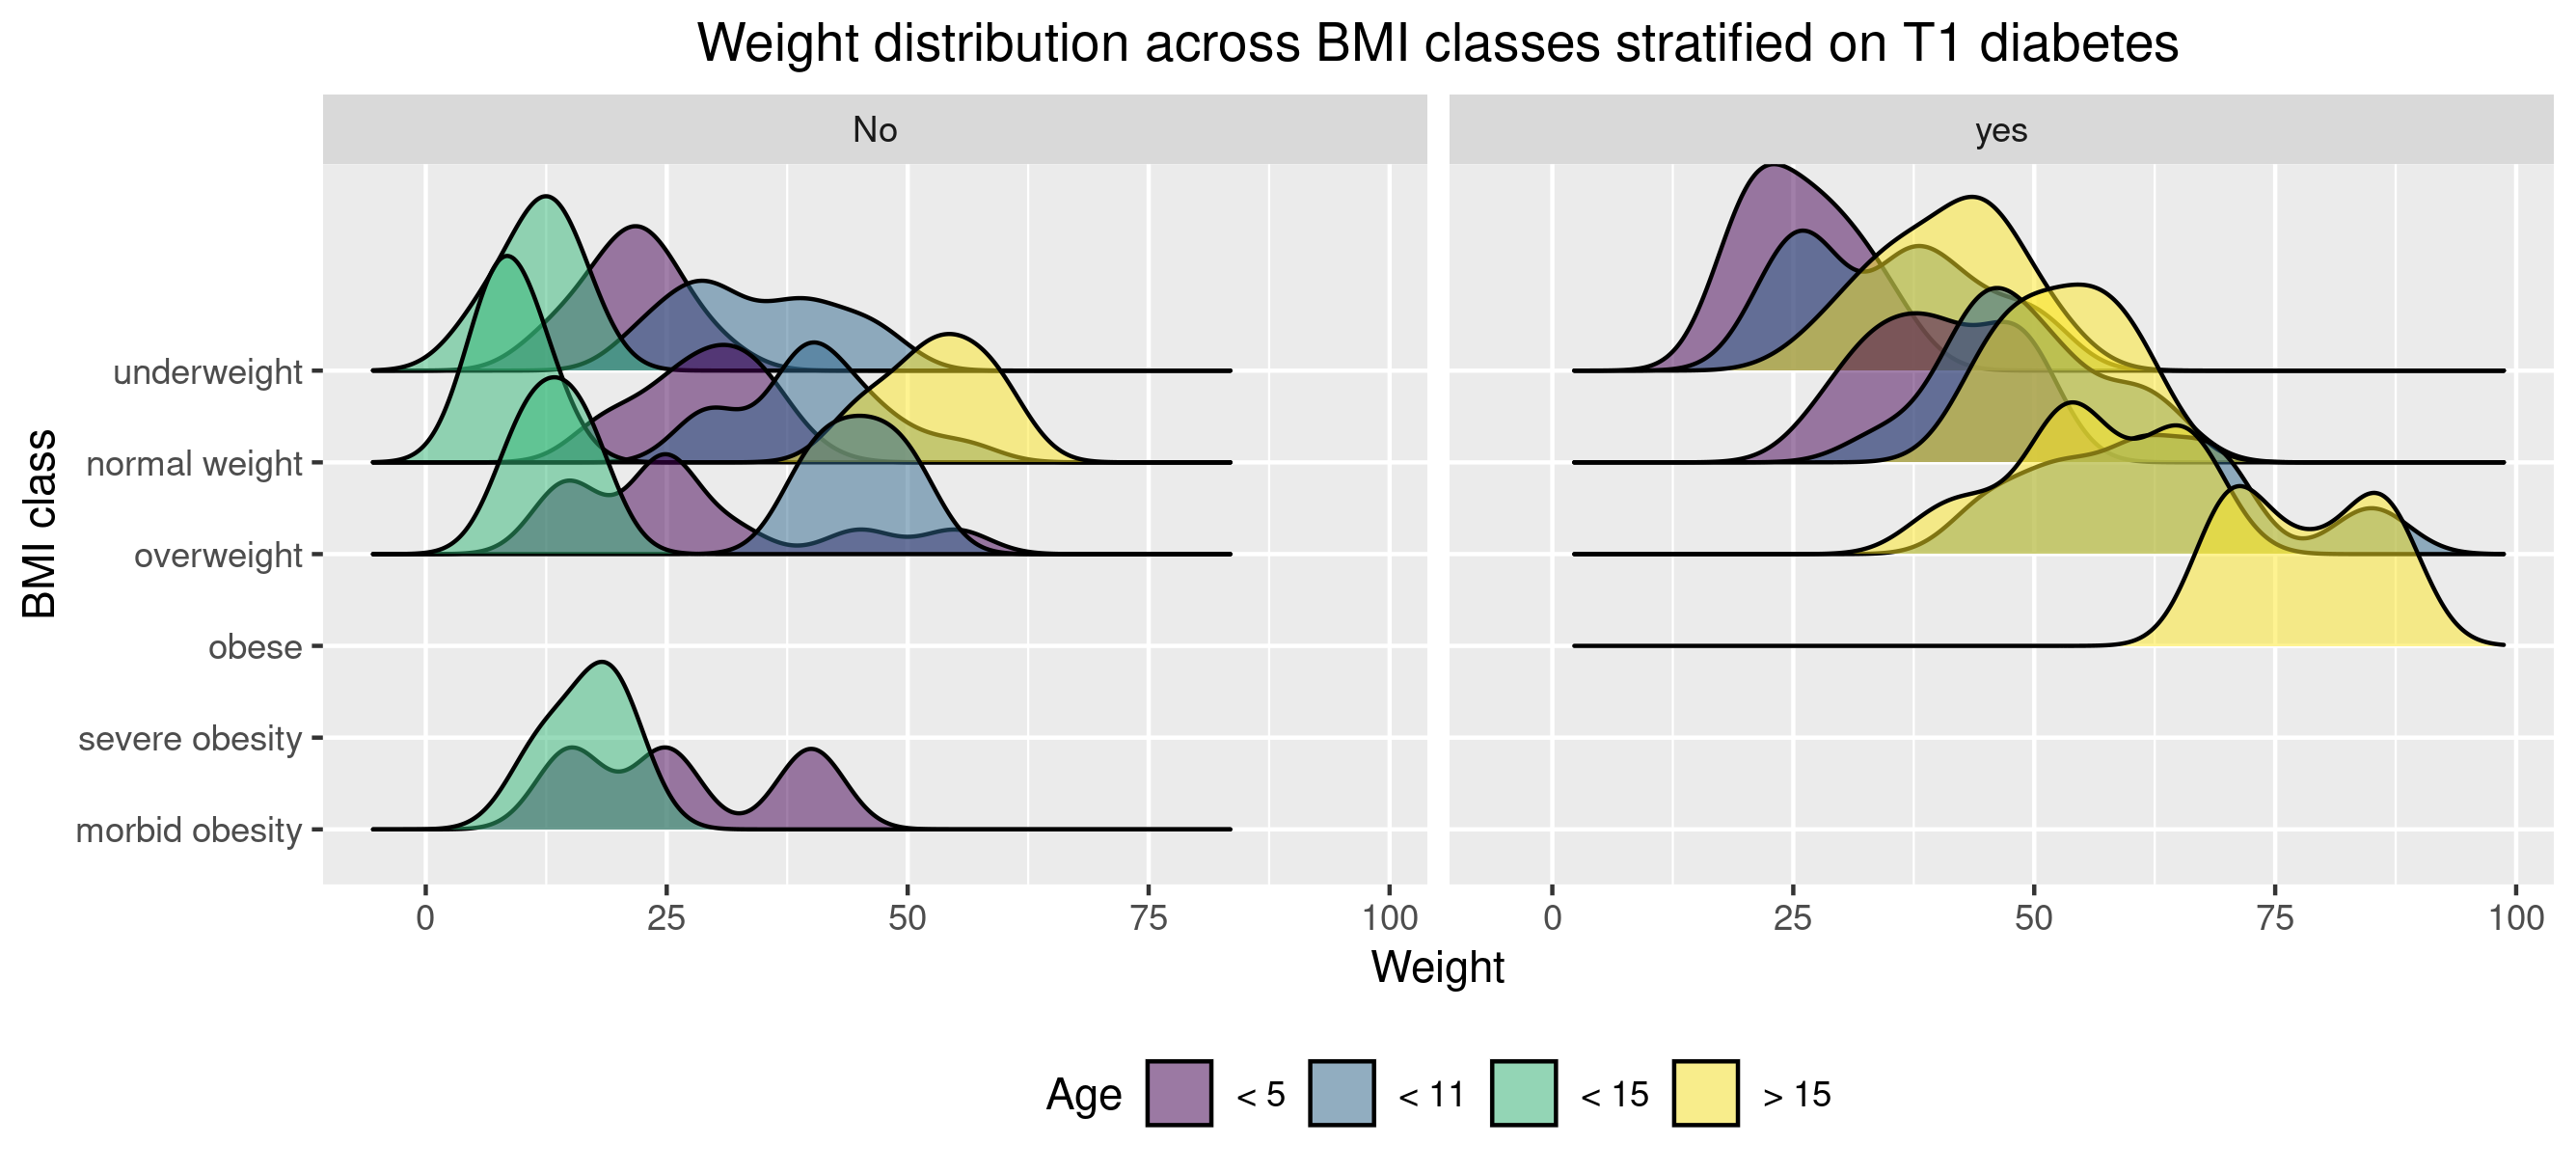 Weight distribution across BMI classes stratified on T1 diabetes
No
yes
BMI class
underweight
normal weight
overweight
obese
severe obesity
morbid obesity
0 25 50 75 100
0 25 50 75 100
Weight
Age < 5 < 11 < 15 > 15